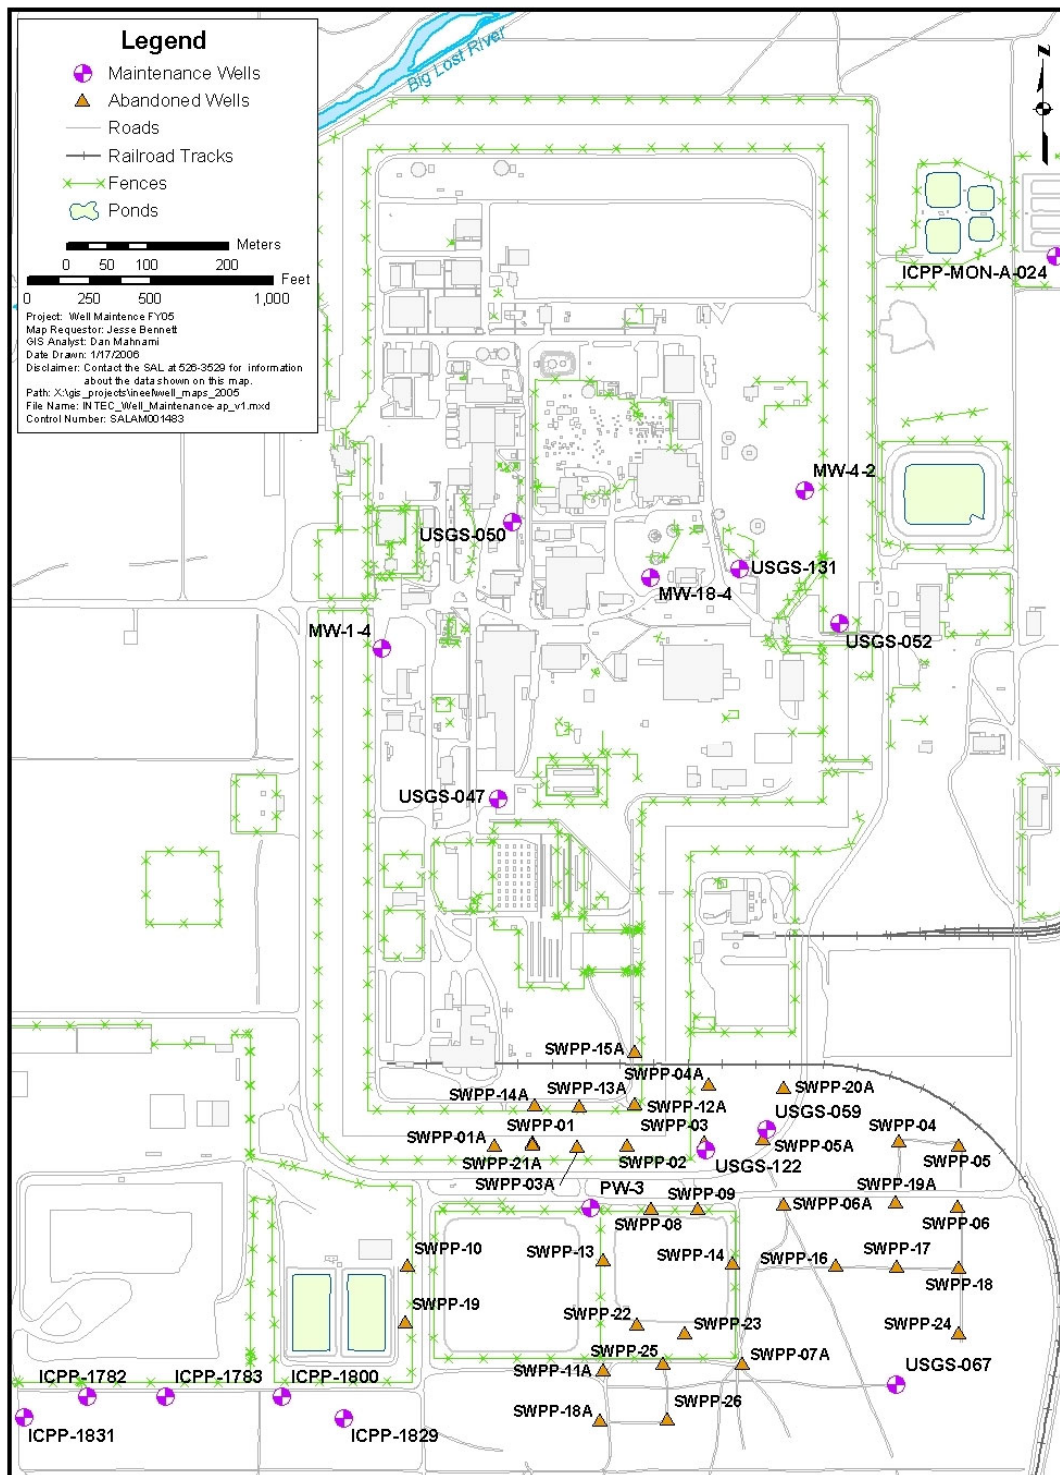 Legend
Maintenance Wells
Abandoned Wells
Roads
Railroad Tracks
Fences
Ponds
Meters
0 50 100 200
Feet
0 250 500 1,000
Project: Well Maintence FY05
Map Requestor: Jesse Bennett
GIS Analyst: Dan Mahnami
Date Drawn: 1/17/2006
Disclaimer: Contact the SAL at 526-3529 for information
about the data shown on this map.
Path: X:\gis_projects\ineel\well_maps_2005
File Name: INTEC_Well_Maintenance-ap_v1.mxd
Control Number: SALAM001483
Big Lost River
Z
ICPP-MON-A-024
MW-4-2
USGS-050
USGS-131
MW-18-4
MW-1-4
USGS-052
USGS-047
SWPP-15A
SWPP-04A
SWPP-20A
SWPP-14A
SWPP-13A
SWPP-12A
USGS-059
SWPP-01A
SWPP-01
SWPP-03
SWPP-05A
SWPP-04
SWPP-21A
SWPP-02
SWPP-05
SWPP-03A
USGS-122
PW-3
SWPP-09
SWPP-06A
SWPP-19A
SWPP-08
SWPP-06
SWPP-10
SWPP-13
SWPP-14
SWPP-16
SWPP-17
SWPP-18
SWPP-19
SWPP-22
SWPP-23
SWPP-24
SWPP-25
SWPP-07A
SWPP-11A
USGS-067
ICPP-1782
ICPP-1783
ICPP-1800
SWPP-18A
SWPP-26
ICPP-1831
ICPP-1829